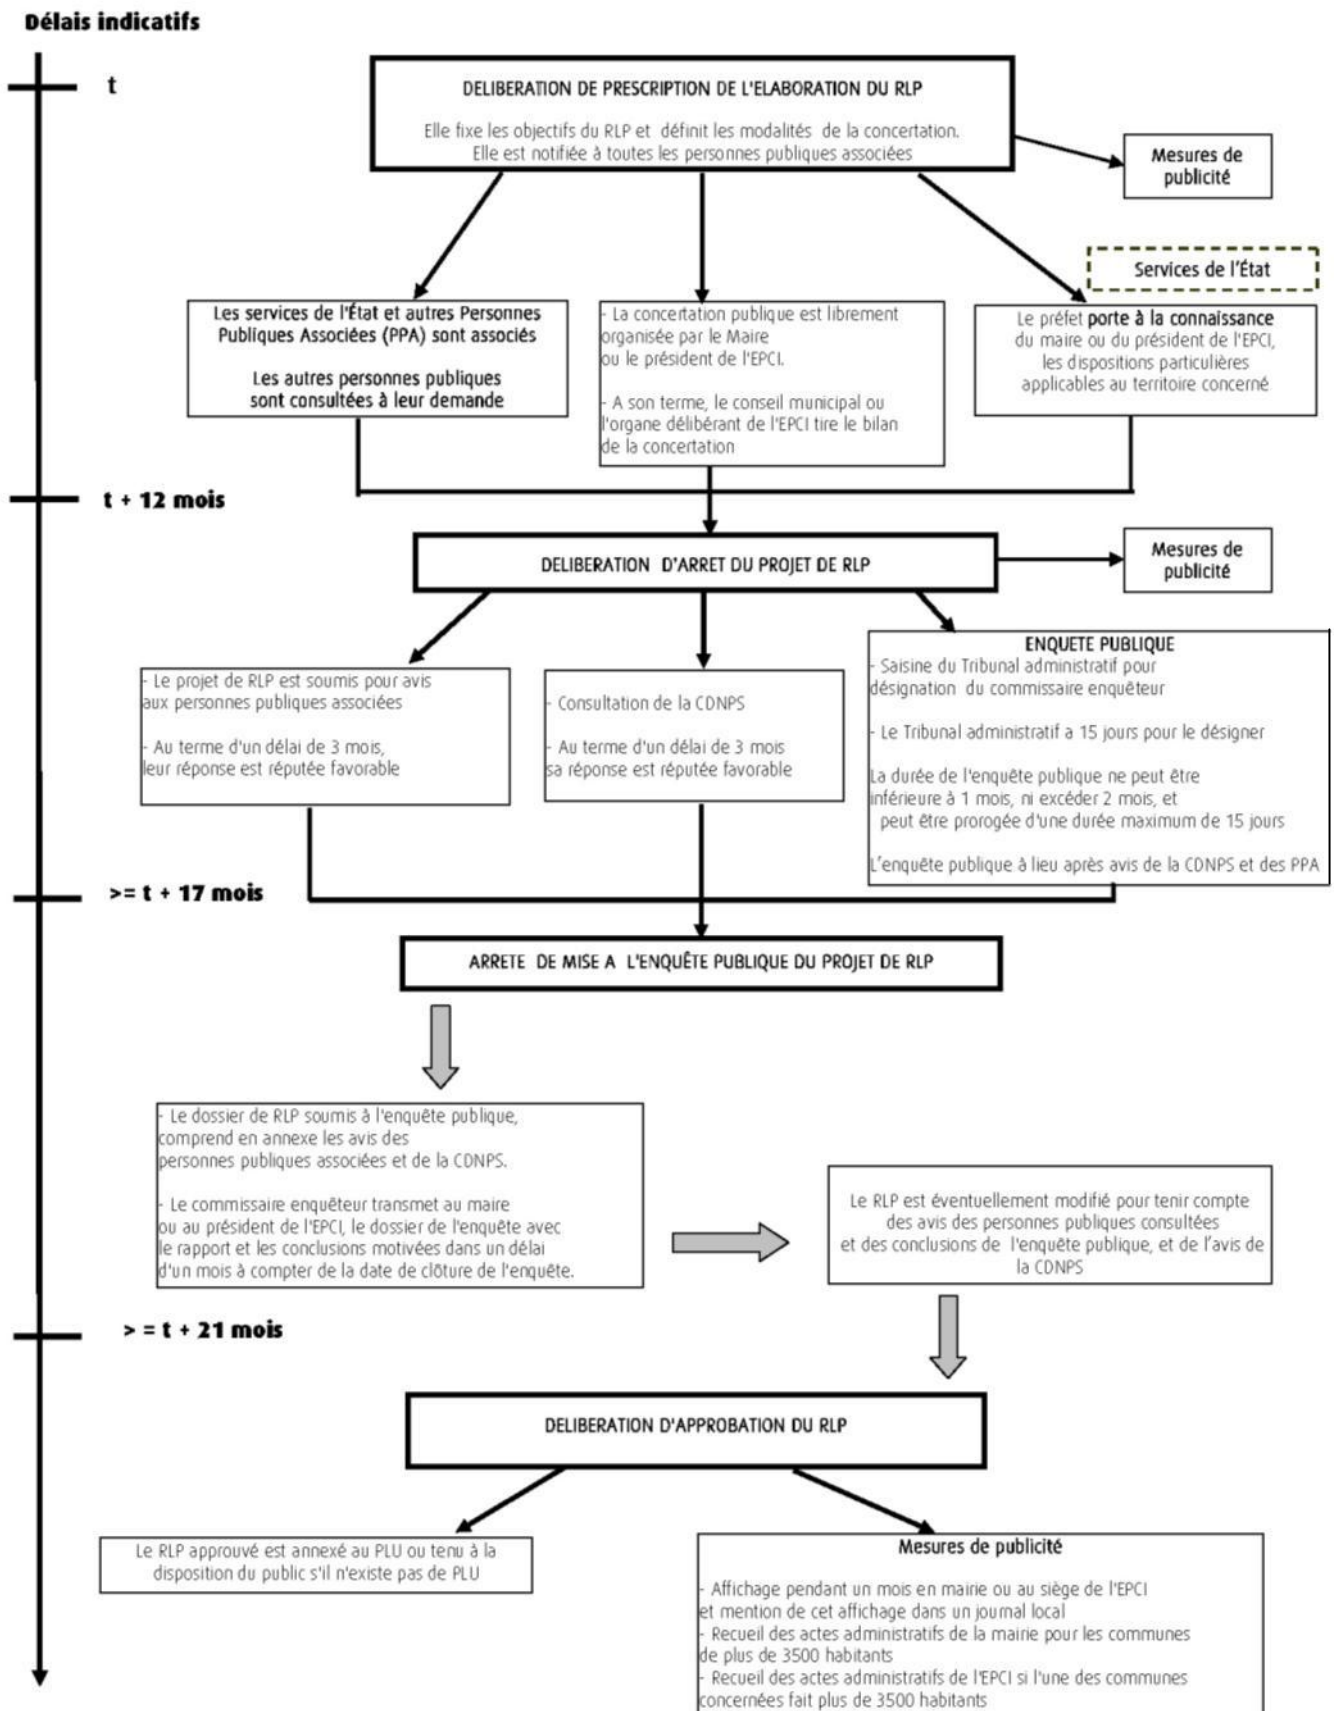 Délais indicatifs
t
DELIBERATION DE PRESCRIPTION DE L'ELABORATION DU RLP
Elle fixe les objectifs du RLP et définit les modalités de la concertation.
Elle est notifiée à toutes les personnes publiques associées
Mesures de
publicité
Services de l'État
Les services de l'État et autres Personnes
Publiques Associées (PPA) sont associés
Les autres personnes publiques
sont consultées à leur demande
- La concertation publique est librement
organisée par le Maire
ou le président de l'EPCI.
- A son terme, le conseil municipal ou
l'organe délibérant de l'EPCI tire le bilan
de la concertation
Le préfet porte à la connaissance
du maire ou du président de l'EPCI,
les dispositions particulières
applicables au territoire concerné
t + 12 mois
DELIBERATION D'ARRET DU PROJET DE RLP
Mesures de
publicité
- Le projet de RLP est soumis pour avis
aux personnes publiques associées
- Au terme d'un délai de 3 mois,
leur réponse est réputée favorable
- Consultation de la CDNPS
- Au terme d'un délai de 3 mois
sa réponse est réputée favorable
ENQUETE PUBLIQUE
- Saisine du Tribunal administratif pour
désignation du commissaire enquêteur
- Le Tribunal administratif a 15 jours pour le désigner
La durée de l'enquête publique ne peut être
inférieure à 1 mois, ni excéder 2 mois, et
peut être prorogée d'une durée maximum de 15 jours
L'enquête publique à lieu après avis de la CDNPS et des PPA
>= t + 17 mois
ARRETE DE MISE A L'ENQUÊTE PUBLIQUE DU PROJET DE RLP
- Le dossier de RLP soumis à l'enquête publique,
comprend en annexe les avis des
personnes publiques associées et de la CDNPS.
- Le commissaire enquêteur transmet au maire
ou au président de l'EPCI, le dossier de l'enquête avec
le rapport et les conclusions motivées dans un délai
d'un mois à compter de la date de clôture de l'enquête.
Le RLP est éventuellement modifié pour tenir compte
des avis des personnes publiques consultées
et des conclusions de l'enquête publique, et de l'avis de
la CDNPS
> = t + 21 mois
DELIBERATION D'APPROBATION DU RLP
Le RLP approuvé est annexé au PLU ou tenu à la
disposition du public s'il n'existe pas de PLU
Mesures de publicité
- Affichage pendant un mois en mairie ou au siège de l'EPCI
et mention de cet affichage dans un journal local
- Recueil des actes administratifs de la mairie pour les communes
de plus de 3500 habitants
- Recueil des actes administratifs de l'EPCI si l'une des communes
concernées fait plus de 3500 habitants